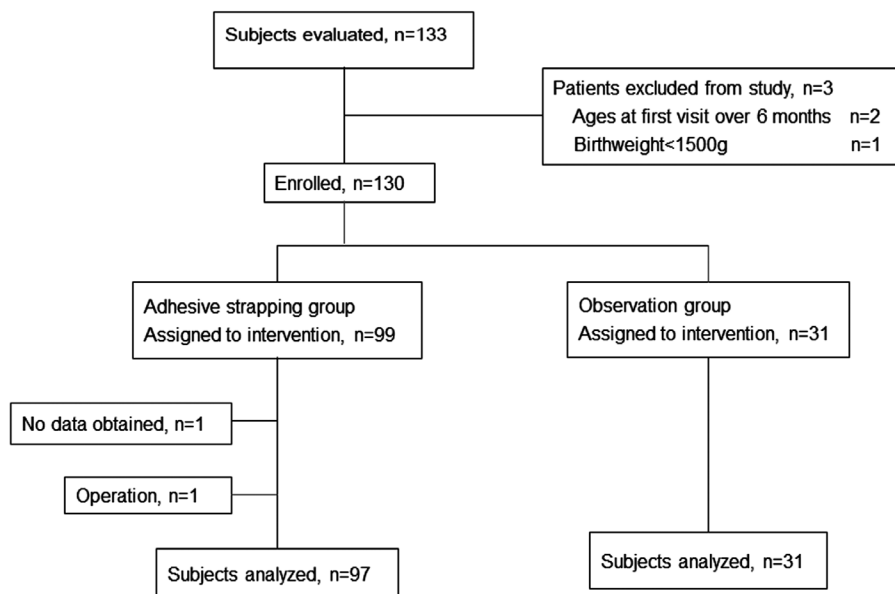 Subjects evaluated, n=133
Patients excluded from study, n=3
Ages at first visit over 6 months n=2
Birthweight<1500g n=1
Enrolled, n=130
Adhesive strapping group
Assigned to intervention, n=99
Observation group
Assigned to intervention, n=31
No data obtained, n=1
Operation, n=1
Subjects analyzed, n=97
Subjects analyzed, n=31